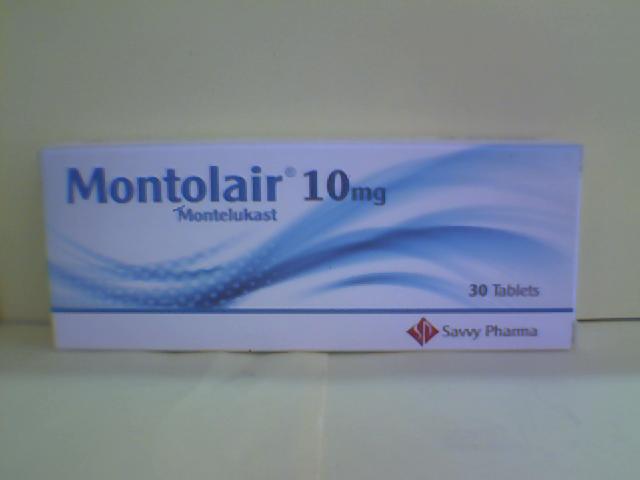 Montolair® 10mg
Montelukast
30 Tablets
Savvy Pharma